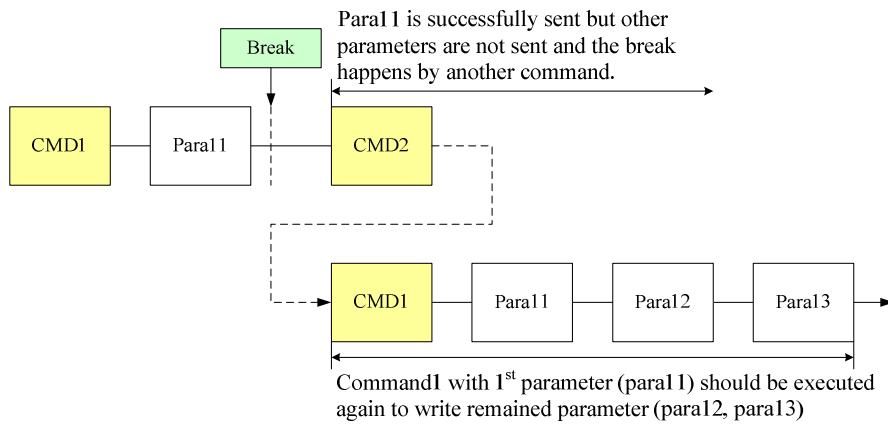 Para11 is successfully sent but other
parameters are not sent and the break
happens by another command.
Break
CMD1
Para11
CMD2
CMD1
Para11
Para12
Para13
Command1 with 1st parameter (para11) should be executed
again to write remained parameter (para12, para13)